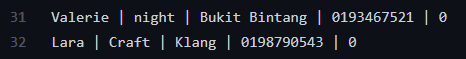 31 Valerie | night | Bukit Bintang | 0193467521 | 0
32 Lara | Craft | Klang | 0198790543 | 0